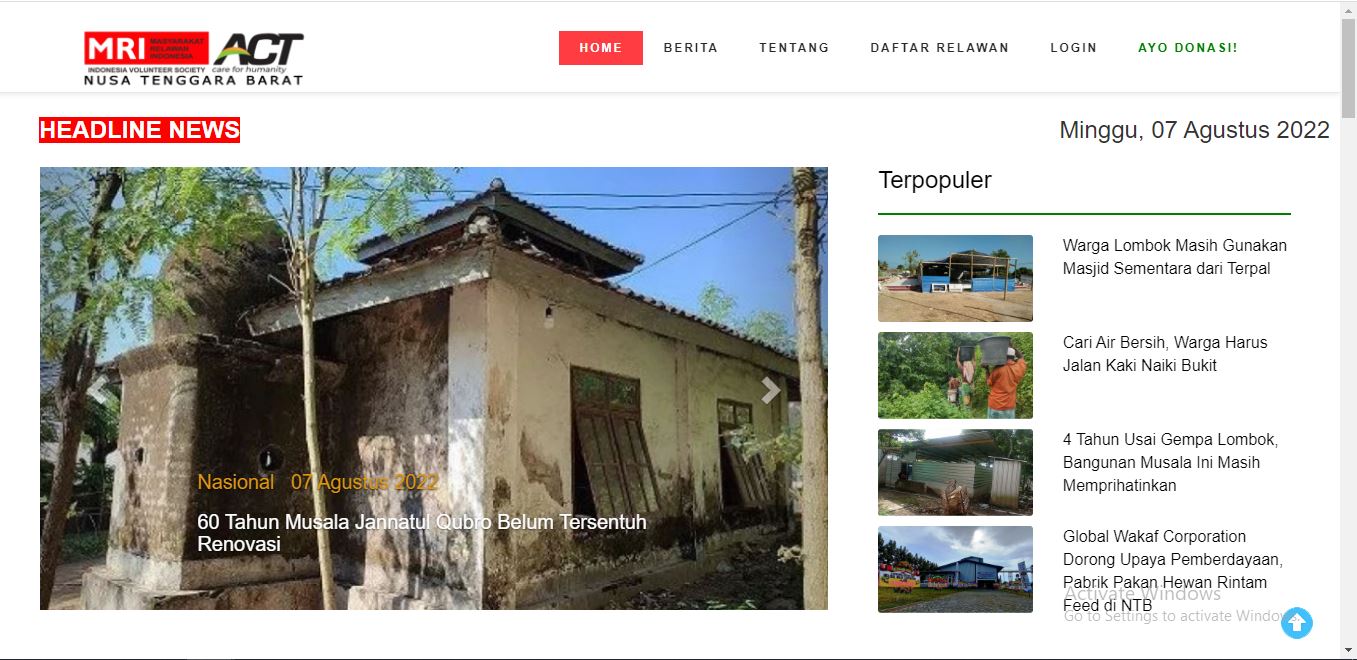 MRI MASYARAKAT RELAWAN INDONESIA ACT
INDONESIA VOLUNTEER SOCIETY care for humanity
NUSA TENGGARA BARAT
HOME BERITA TENTANG DAFTAR RELAWAN LOGIN AYO DONASI!
HEADLINE NEWS
Minggu, 07 Agustus 2022
Nasional 07 Agustus 2022
60 Tahun Musala Jannatul Qubro Belum Tersentuh
Renovasi
Terpopuler
Warga Lombok Masih Gunakan
Masjid Sementara dari Terpal
Cari Air Bersih, Warga Harus
Jalan Kaki Naiki Bukit
4 Tahun Usai Gempa Lombok,
Bangunan Musala Ini Masih
Memprihatinkan
Global Wakaf Corporation
Dorong Upaya Pemberdayaan,
Pabrik Pakan Hewan Rintam
Feed di NTB
Activate Windows
Go to Settings to activate Windows